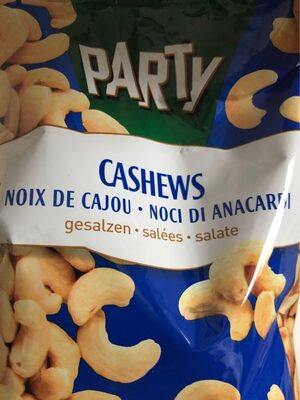 PARTY
CASHEWS
NOIX DE CAJOU • NOCI DI ANACARDI
gesalzen • salées • salate